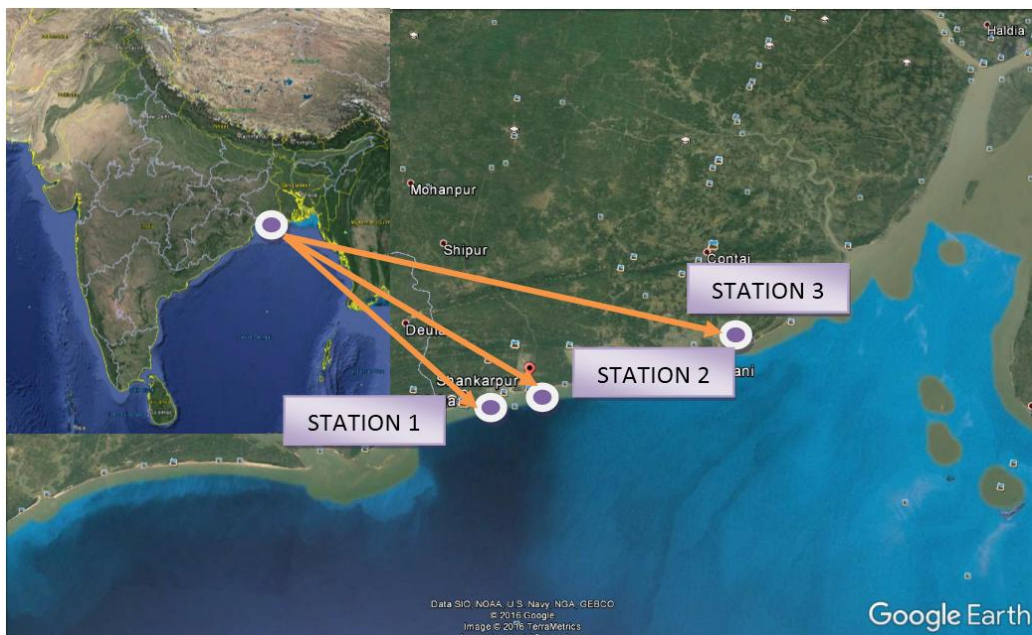 Haldia
Mohanpur
Shipur
Contai
STATION 3
Deula
STATION 2
ani
Shankarpur
STATION 1
Data SIO, NOAA, U.S. Navy, NGA, GEBCO
© 2016 Google
Image © 2016 TerraMetrics
Google Earth